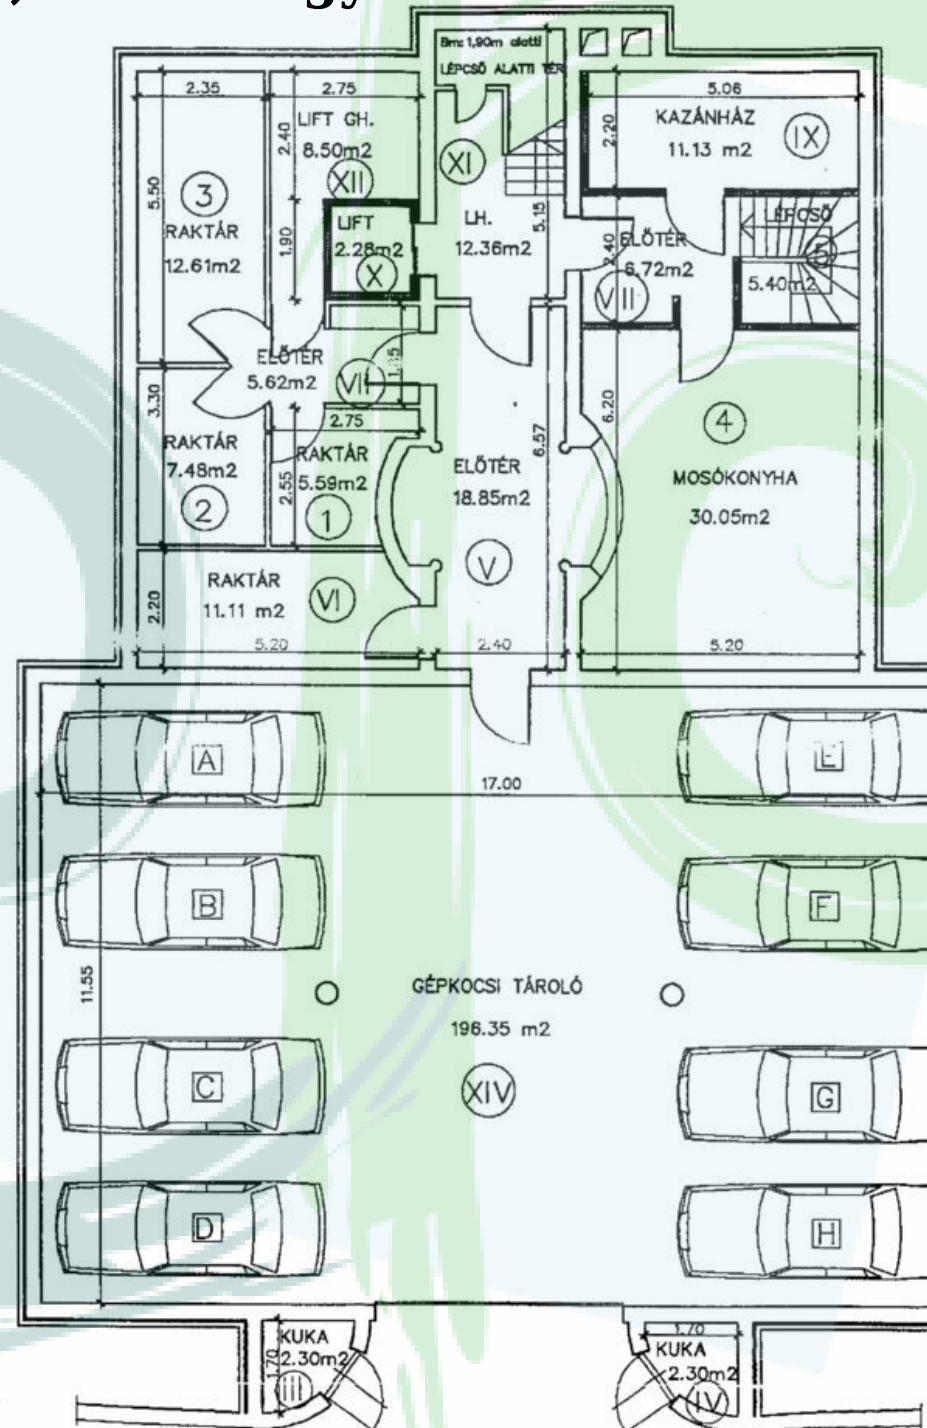 Bm: 1,90m alatti
LÉPCSŐ ALATTI TÉR
2.35
2.75
5.06
LIFT GH.
8.50m2
XII
2.40
KAZÁNHÁZ
11.13 m2
IX
2.20
XI
5.50
3
RAKTÁR
12.61m2
1.90
LIFT
2.28m2
X
LH.
12.36m2
5.15
2.40
ELŐTÉR
6.72m2
VIII
LÉPCSŐ
5
5.40m2
ELŐTÉR
5.62m2
VII
3.30
2.75
6.57
6.20
4
RAKTÁR
7.48m2
2
RAKTÁR
5.59m2
2.55
1
ELŐTÉR
18.85m2
V
MOSÓKONYHA
30.05m2
RAKTÁR
11.11 m2
VI
2.20
5.20
2.40
5.20
A
E
17.00
B
F
11.55
GÉPKOCSI TÁROLÓ
196.35 m2
C
G
XIV
D
H
KUKA
2.30m2
1.70
III
1.70
KUKA
2.30m2
IV